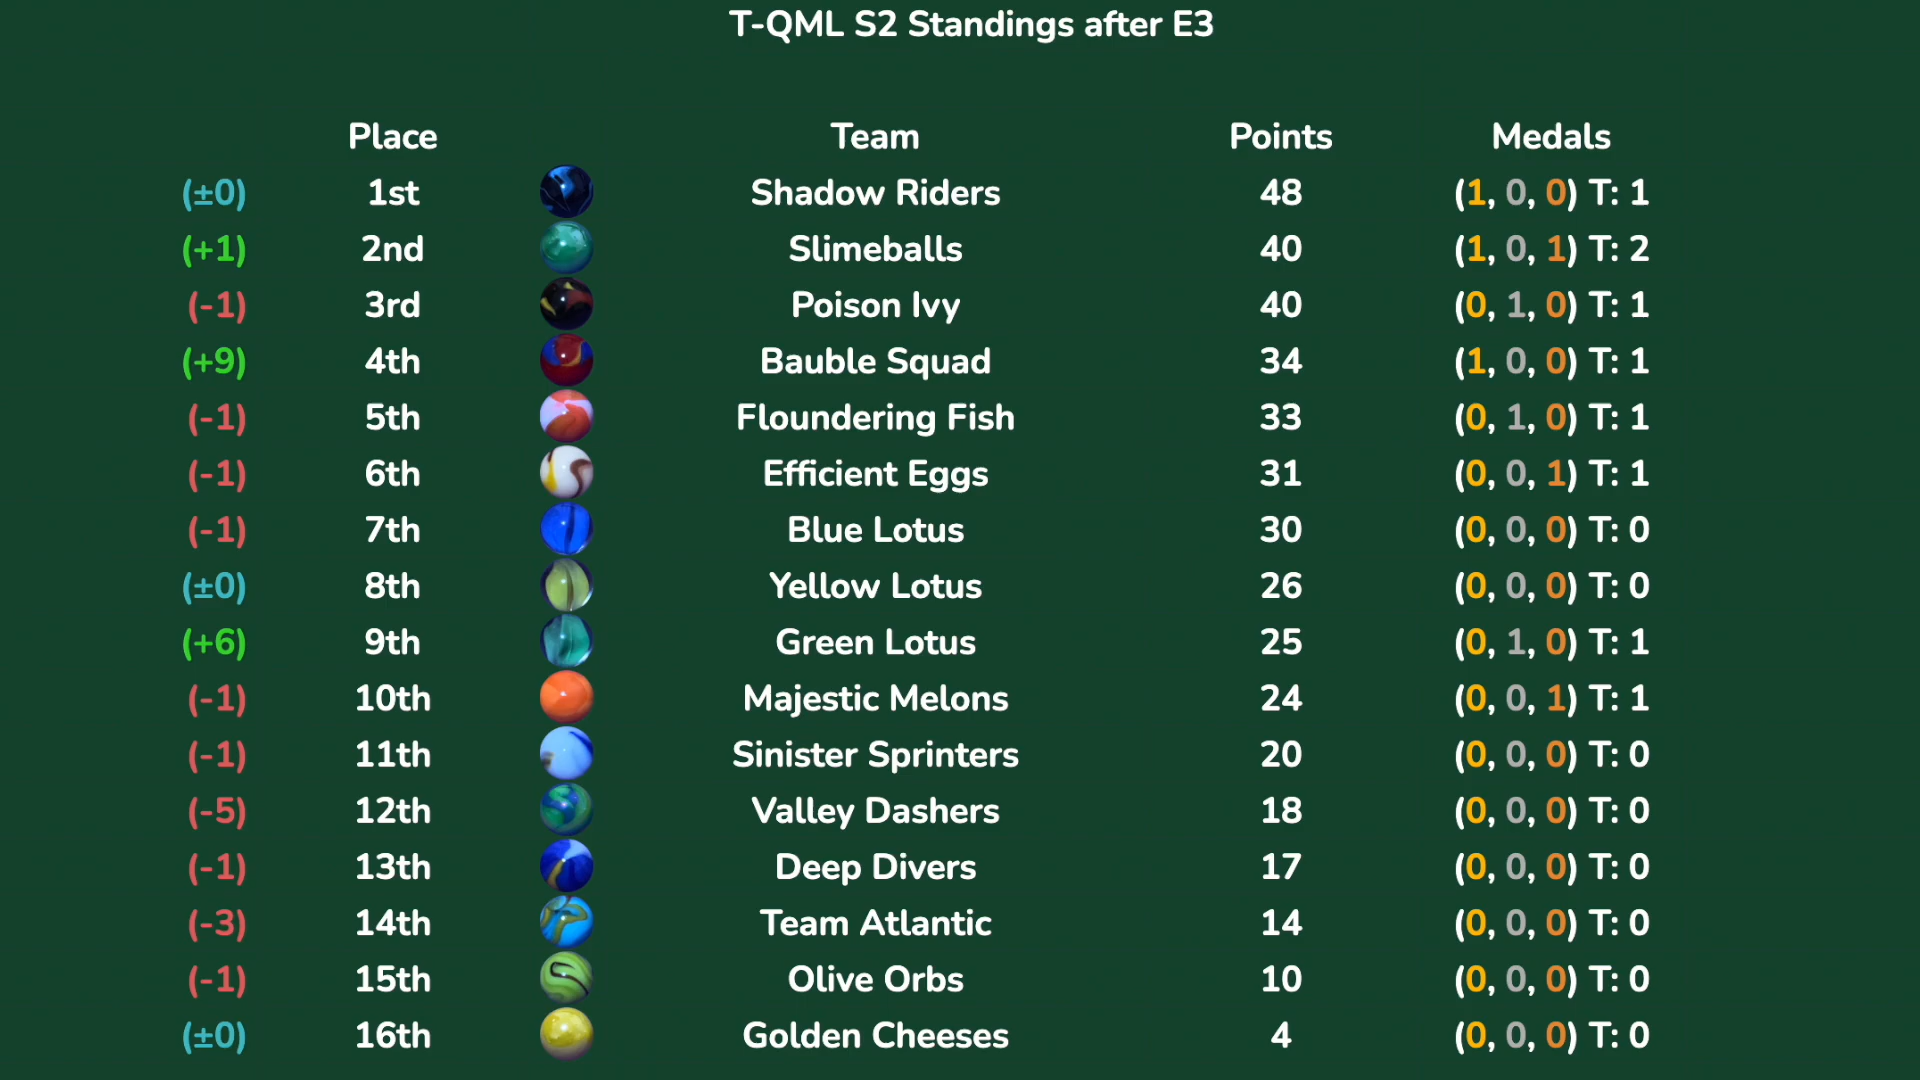 T-QML S2 Standings after E3
Place Team Points Medals
(±0) 1st Shadow Riders 48 (1, 0, 0) T: 1
(+1) 2nd Slimeballs 40 (1, 0, 1) T: 2
(-1) 3rd Poison Ivy 40 (0, 1, 0) T: 1
(+9) 4th Bauble Squad 34 (1, 0, 0) T: 1
(-1) 5th Floundering Fish 33 (0, 1, 0) T: 1
(-1) 6th Efficient Eggs 31 (0, 0, 1) T: 1
(-1) 7th Blue Lotus 30 (0, 0, 0) T: 0
(±0) 8th Yellow Lotus 26 (0, 0, 0) T: 0
(+6) 9th Green Lotus 25 (0, 1, 0) T: 1
(-1) 10th Majestic Melons 24 (0, 0, 1) T: 1
(-1) 11th Sinister Sprinters 20 (0, 0, 0) T: 0
(-5) 12th Valley Dashers 18 (0, 0, 0) T: 0
(-1) 13th Deep Divers 17 (0, 0, 0) T: 0
(-3) 14th Team Atlantic 14 (0, 0, 0) T: 0
(-1) 15th Olive Orbs 10 (0, 0, 0) T: 0
(±0) 16th Golden Cheeses 4 (0, 0, 0) T: 0